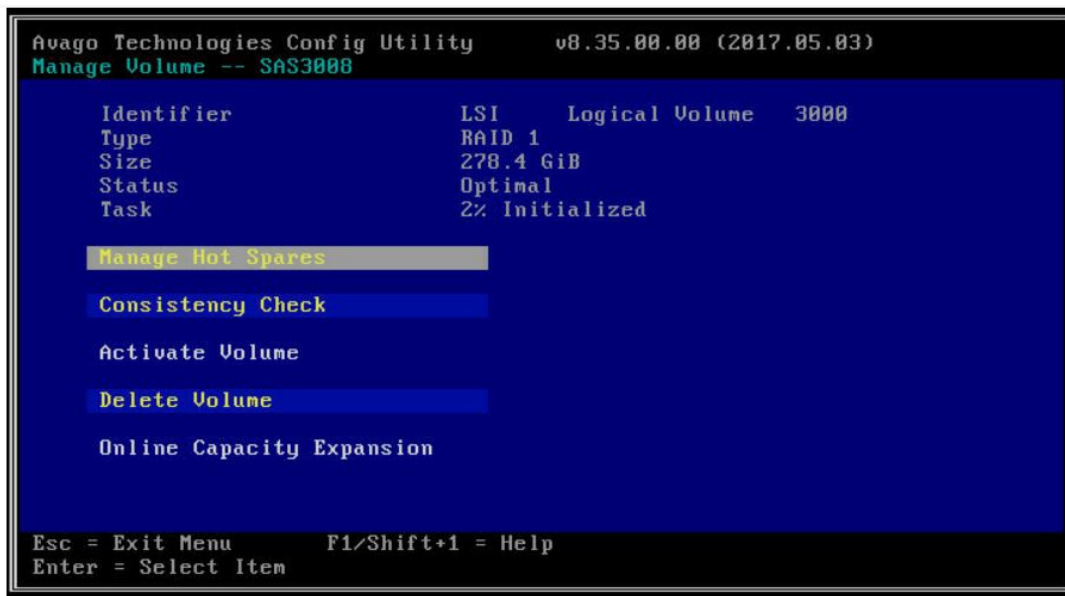 Avago Technologies Config Utility v8.35.00.00 (2017.05.03)
Manage Volume -- SAS3008
Identifier LSI Logical Volume 3000
Type RAID 1
Size 278.4 GiB
Status Optimal
Task 2% Initialized
Manage Hot Spares
Consistency Check
Activate Volume
Delete Volume
Online Capacity Expansion
Esc = Exit Menu F1/Shift+1 = Help
Enter = Select Item